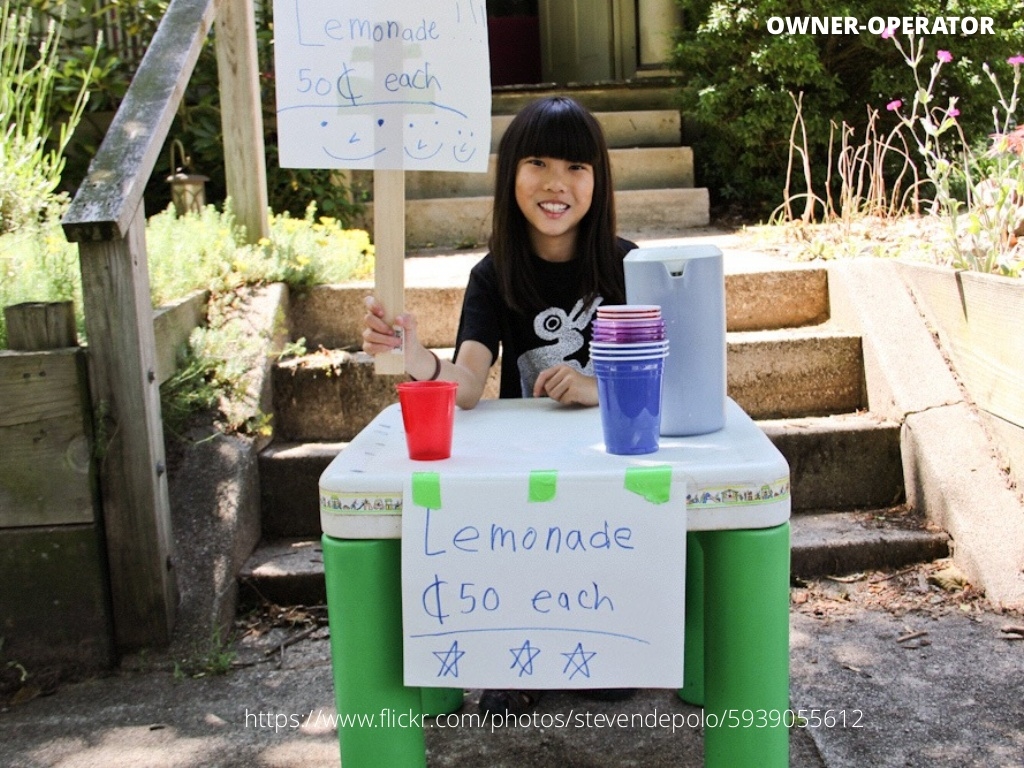 OWNER-OPERATOR
Lemonade !!!
50¢ each
Lemonade
¢50 each
https://www.flickr.com/photos/stevendepolo/5939055612